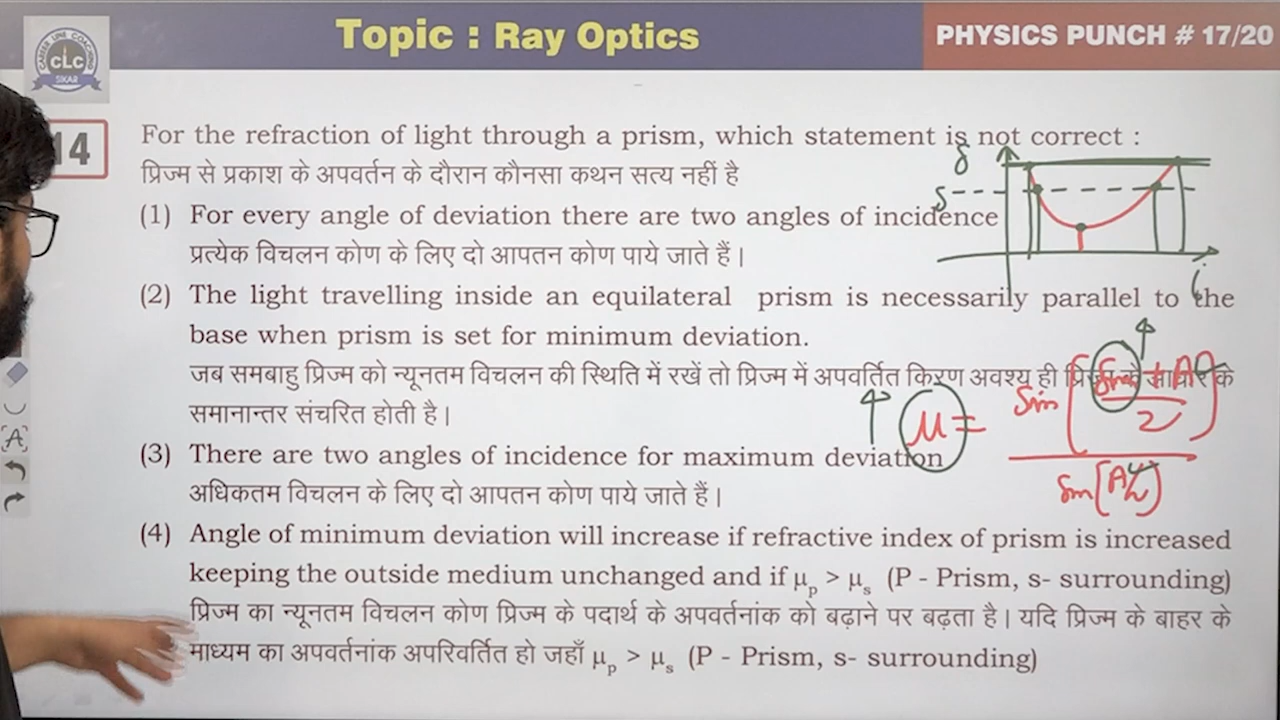 Topic : Ray Optics
PHYSICS PUNCH # 17/20
CAREER LINE COACHING
CLC
SIKAR
14
For the refraction of light through a prism, which statement is not correct :
प्रिज्म से प्रकाश के अपवर्तन के दौरान कौनसा कथन सत्य नहीं है
(1) For every angle of deviation there are two angles of incidence
प्रत्येक विचलन कोण के लिए दो आपतन कोण पाये जाते हैं।
(2) The light travelling inside an equilateral prism is necessarily parallel to the
base when prism is set for minimum deviation.
जब समबाहु प्रिज्म को न्यूनतम विचलन की स्थिति में रखें तो प्रिज्म में अपवर्तित किरण अवश्य ही के
समानान्तर संचरित होती है।
(3) There are two angles of incidence for maximum deviation
अधिकतम विचलन के लिए दो आपतन कोण पाये जाते हैं।
(4) Angle of minimum deviation will increase if refractive index of prism is increased
keeping the outside medium unchanged and if μp > μs (P - Prism, s- surrounding)
प्रिज्म का न्यूनतम विचलन कोण प्रिज्म के पदार्थ के अपवर्तनांक को बढ़ाने पर बढ़ता है। यदि प्रिज्म के बाहर के
माध्यम का अपवर्तनांक अपरिवर्तित हो जहाँ μp > μs (P - Prism, s- surrounding)
δ
δ
i
μ =
sin [δm + A / 2]
sin [A/2]
A